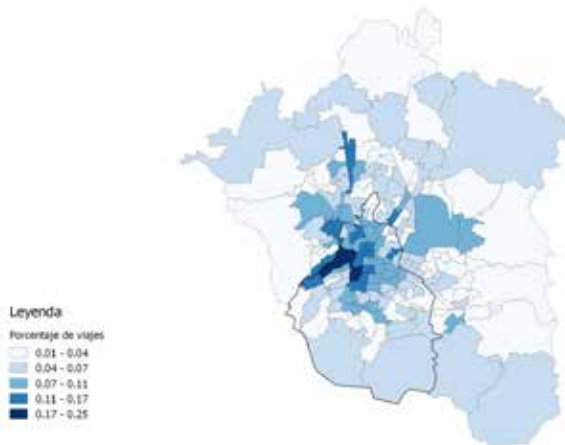 Leyenda
Porcentaje de viajes
0.01 - 0.04
0.04 - 0.07
0.07 - 0.11
0.11 - 0.17
0.17 - 0.25